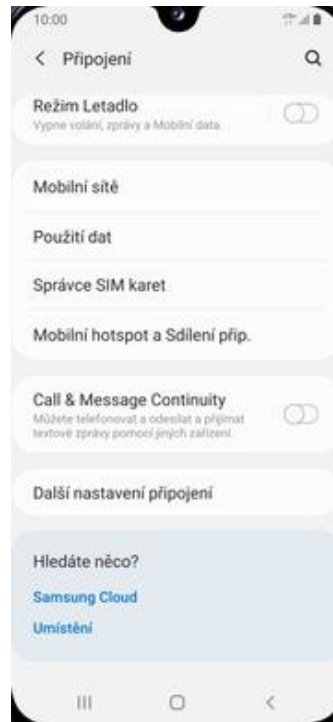 10:00
Připojení
Režim Letadlo
Vypne volání, zprávy a Mobilní data.
Mobilní sítě
Použití dat
Správce SIM karet
Mobilní hotspot a Sdílení přip.
Call & Message Continuity
Můžete telefonovat a odesílat a přijímat
textové zprávy pomocí jiných zařízení.
Další nastavení připojení
Hledáte něco?
Samsung Cloud
Umístění